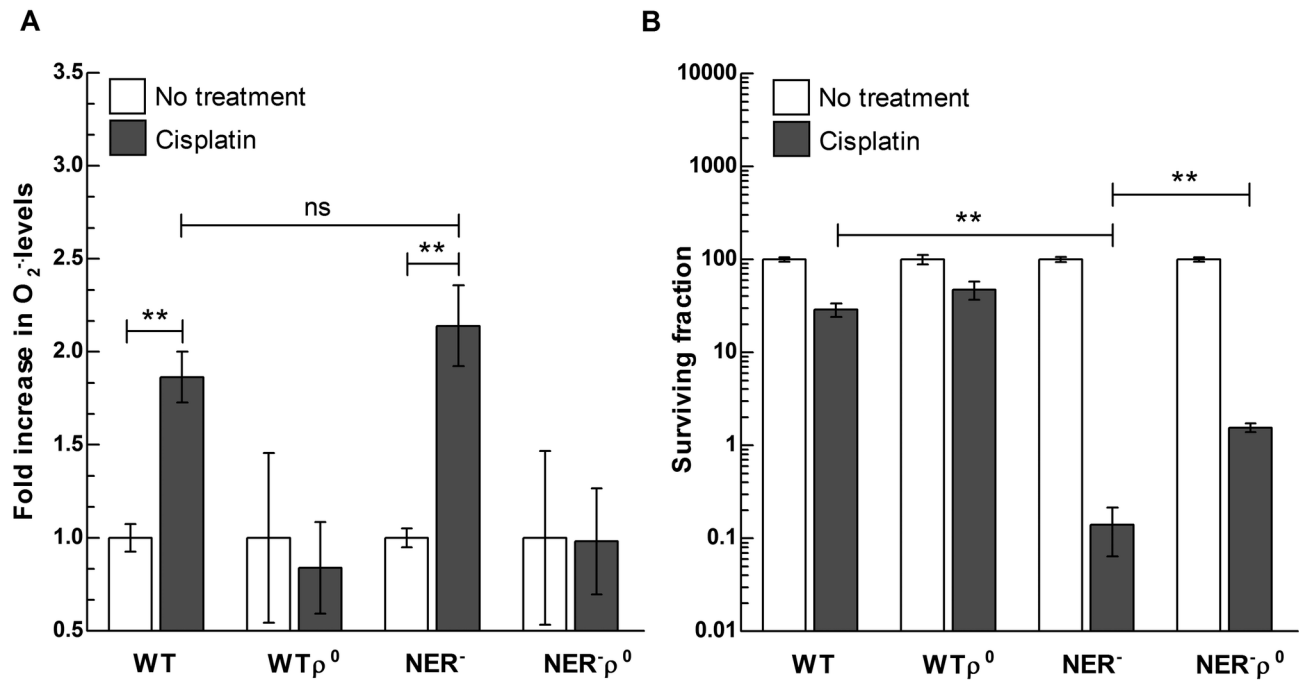 A
Fold increase in O₂⁻·levels
3.5
3.0
2.5
2.0
1.5
1.0
0.5
No treatment
Cisplatin
ns
**
**
WT
WTρ⁰
NER⁻
NER⁻ρ⁰
B
Surviving fraction
10000
1000
100
10
1
0.1
0.01
No treatment
Cisplatin
**
**
WT
WTρ⁰
NER⁻
NER⁻ρ⁰